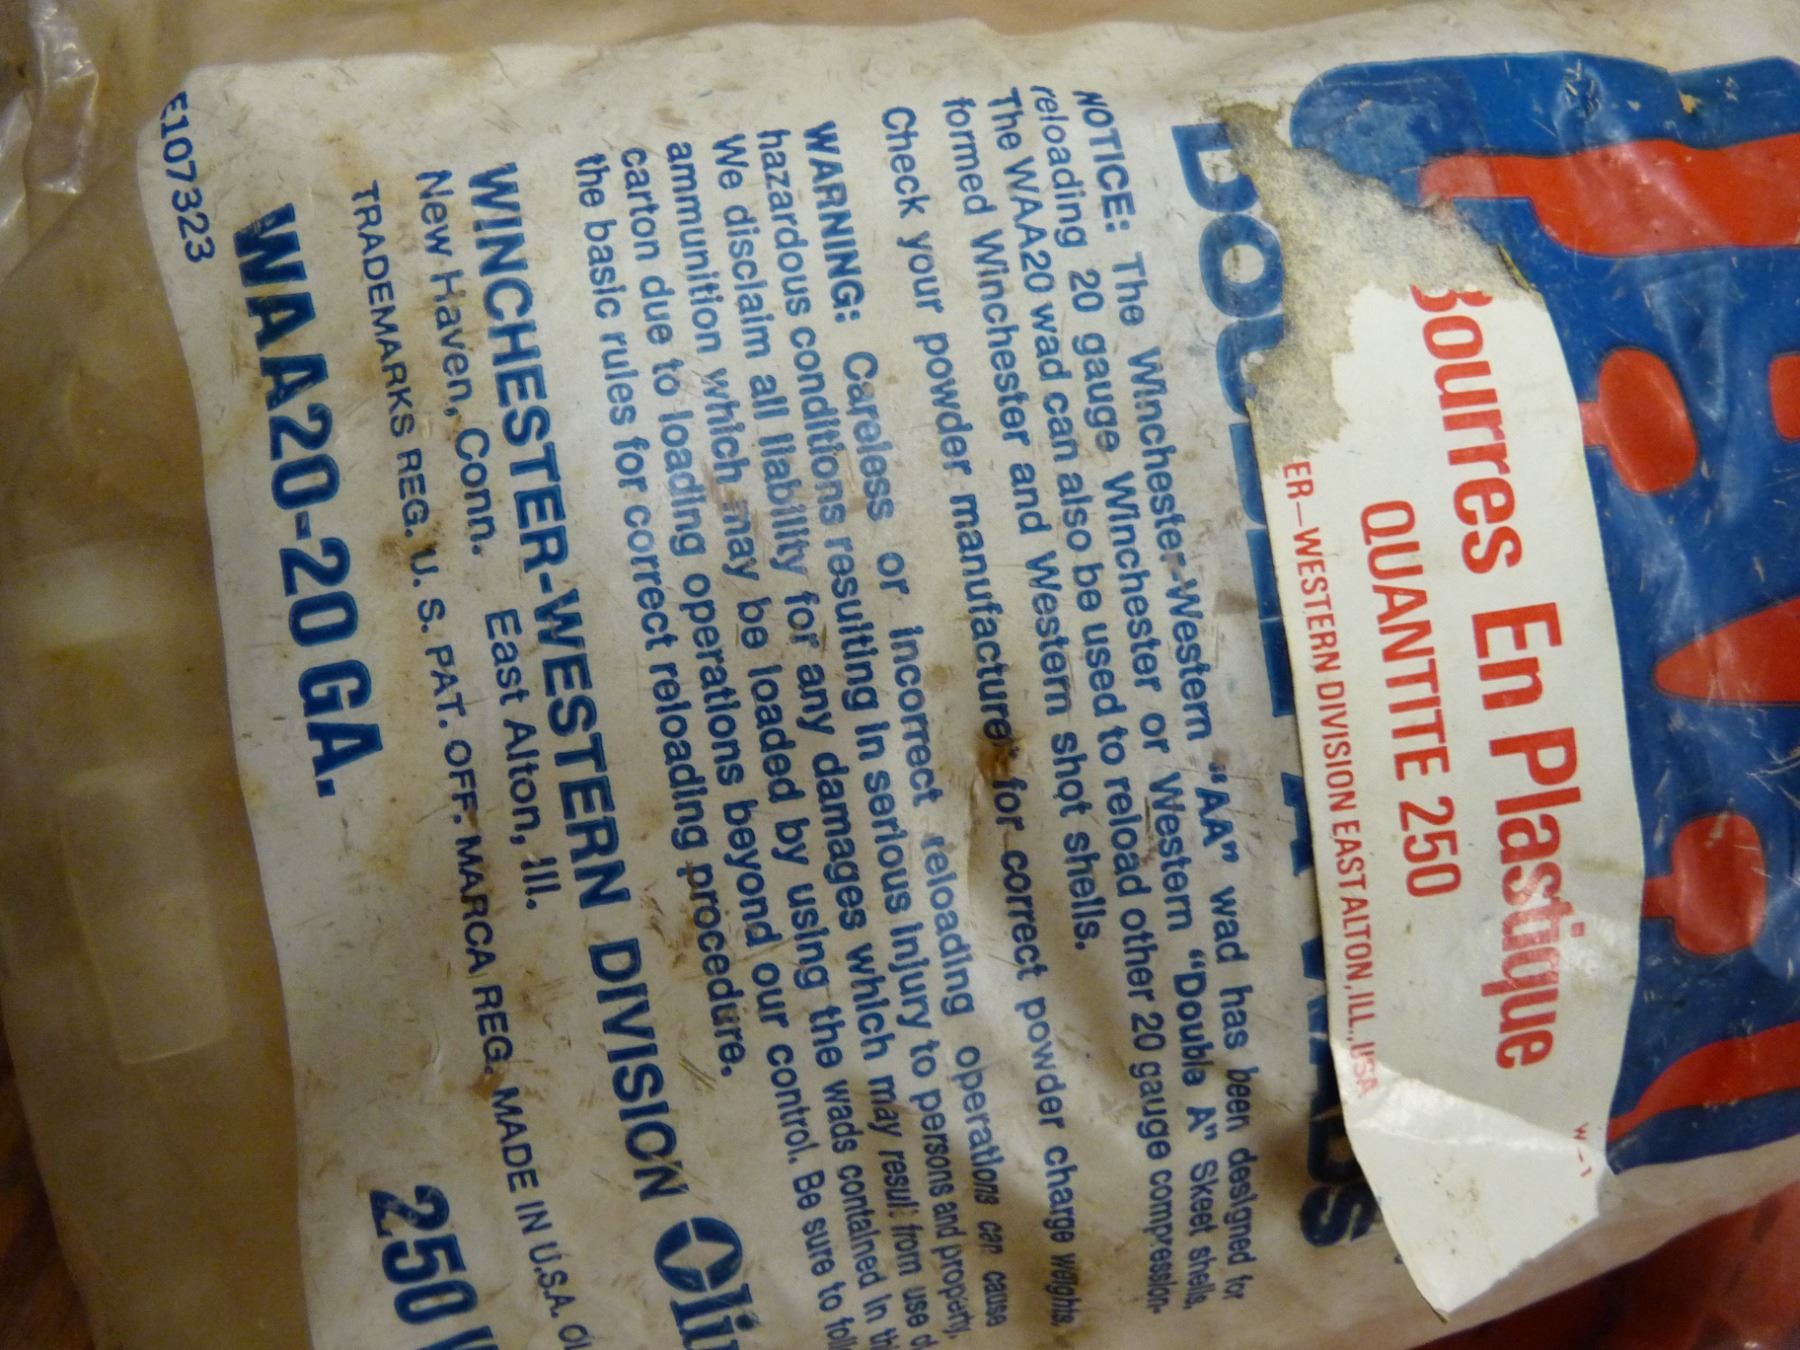 Bourres En Plastique
QUANTITE 250
ER—WESTERN DIVISION EAST ALTON, ILL., USA
W-1
NOTICE: The Winchester-Western "AA" wad has been designed for
reloading 20 gauge Winchester or Western "Double A" Skeet shells,
The WAA20 wad can also be used to reload other 20 gauge compression-
formed Winchester and Western shot shells.
Check your powder manufacturer for correct powder charge weights.
WARNING: Careless or incorrect reloading operations can cause
hazardous conditions resulting in serious injury to persons and property.
We disclaim all liability for any damages which may result from use
ammunition which may be loaded by using the wads contained in
carton due to loading operations beyond our control. Be sure to
the basic rules for correct reloading procedure.
WINCHESTER-WESTERN DIVISION Olin
New Haven, Conn. East Alton, Ill.
TRADEMARKS REG. U. S. PAT. OFF. MARCA REG. MADE IN U.S.A.
WAA20-20 GA. 250
E107323